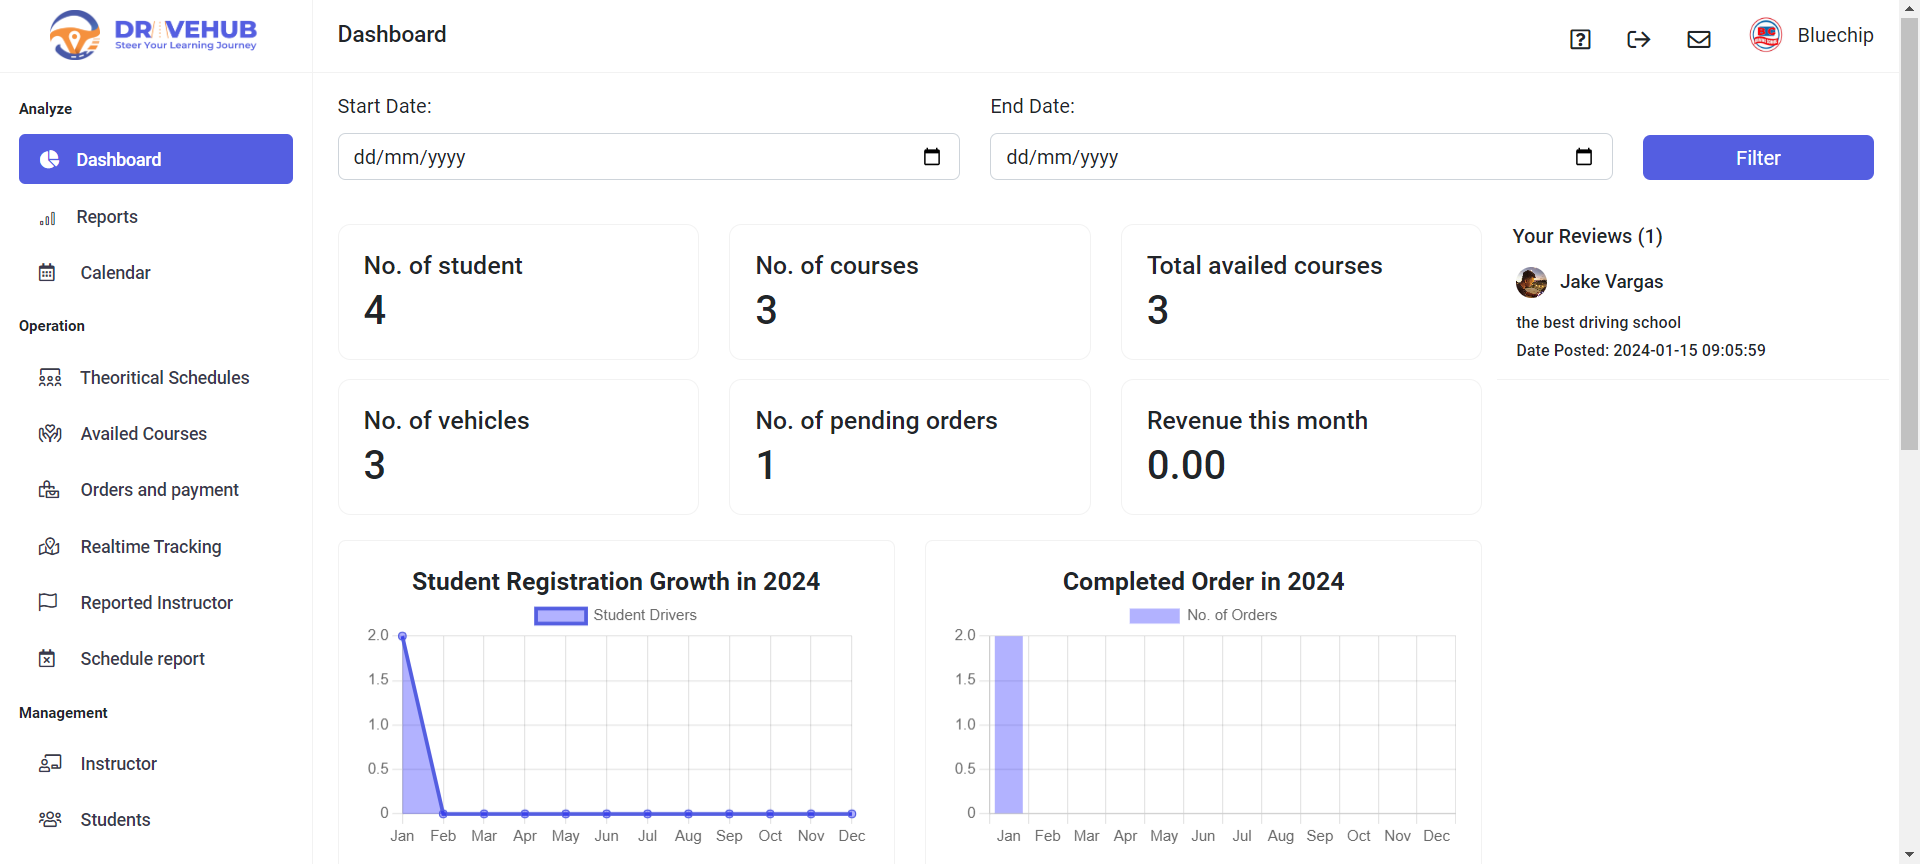 DRIVEHUB
Steer Your Learning Journey
Analyze
Dashboard
Reports
Calendar
Operation
Theoritical Schedules
Availed Courses
Orders and payment
Realtime Tracking
Reported Instructor
Schedule report
Management
Instructor
Students
Dashboard
Bluechip
Start Date:
dd/mm/yyyy
End Date:
dd/mm/yyyy
Filter
No. of student
4
No. of courses
3
Total availed courses
3
No. of vehicles
3
No. of pending orders
1
Revenue this month
0.00
Your Reviews (1)
Jake Vargas
the best driving school
Date Posted: 2024-01-15 09:05:59
Student Registration Growth in 2024
Student Drivers
2.0
1.5
1.0
0.5
0
Jan Feb Mar Apr May Jun Jul Aug Sep Oct Nov Dec
Completed Order in 2024
No. of Orders
2.0
1.5
1.0
0.5
0
Jan Feb Mar Apr May Jun Jul Aug Sep Oct Nov Dec